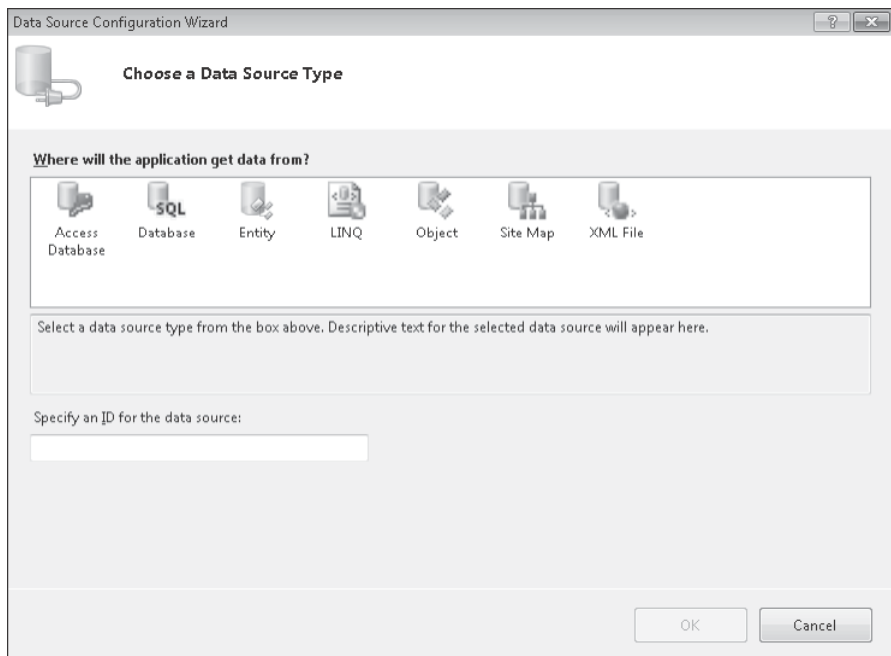 Data Source Configuration Wizard
?
Choose a Data Source Type
Where will the application get data from?
SQL
Access Database
Database
Entity
LINQ
Object
Site Map
XML File
Select a data source type from the box above. Descriptive text for the selected data source will appear here.
Specify an ID for the data source:
OK
Cancel